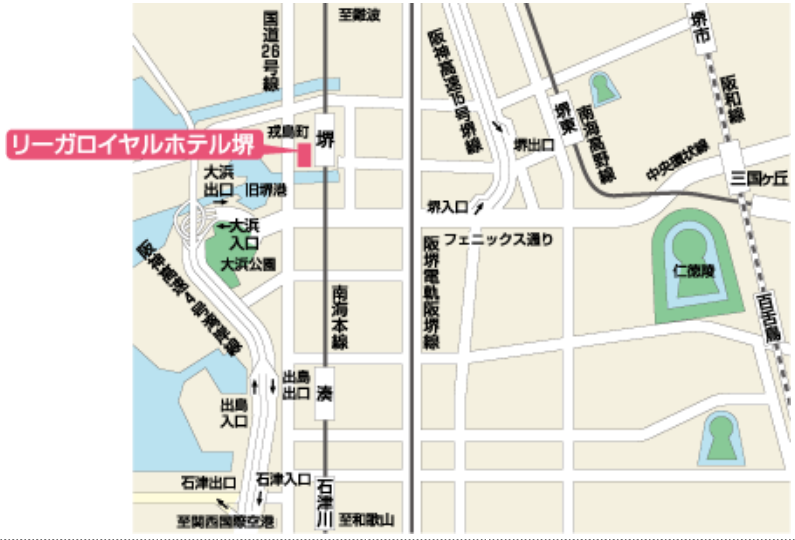 国道26号線
至難波
阪神高速15号堺線
堺市
阪和線
堺東
南海高野線
戎島町
堺
リーガロイヤルホテル堺
堺出口
中央環状線
三国ヶ丘
大浜
出口
旧堺港
堺入口
大浜
入口
フェニックス通り
大浜公園
仁徳陵
阪神高速4号湾岸線
南海本線
阪堺電軌阪堺線
百舌鳥
出島
出口
湊
出島
入口
石津出口
石津入口
石津川
至関西国際空港
至和歌山